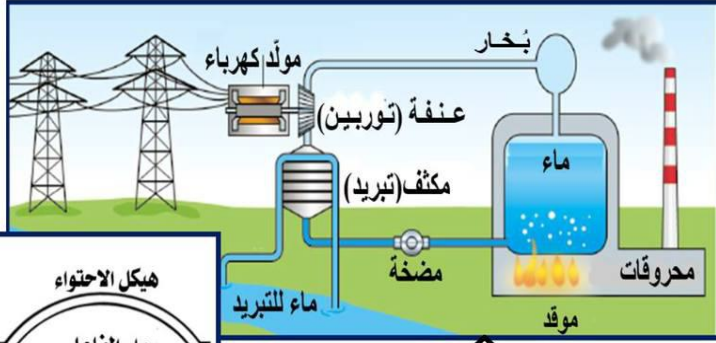 بُخار
مولّد كهرباء
عنفة (توربين)
ماء
مكثف(تبريد)
مضخة
محروقات
ماء للتبريد
موقد
هيكل الاحتواء